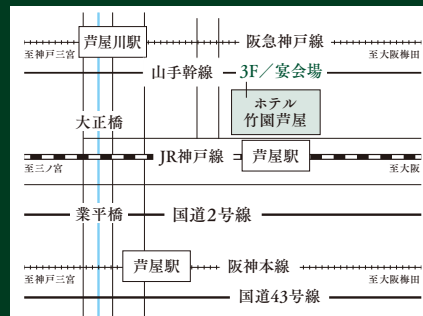 芦屋川駅
阪急神戸線
至神戸三宮
至大阪梅田
山手幹線
3F／宴会場
ホテル
竹園芦屋
大正橋
JR神戸線
芦屋駅
至三ノ宮
至大阪
業平橋
国道2号線
芦屋駅
阪神本線
至神戸三宮
至大阪梅田
国道43号線